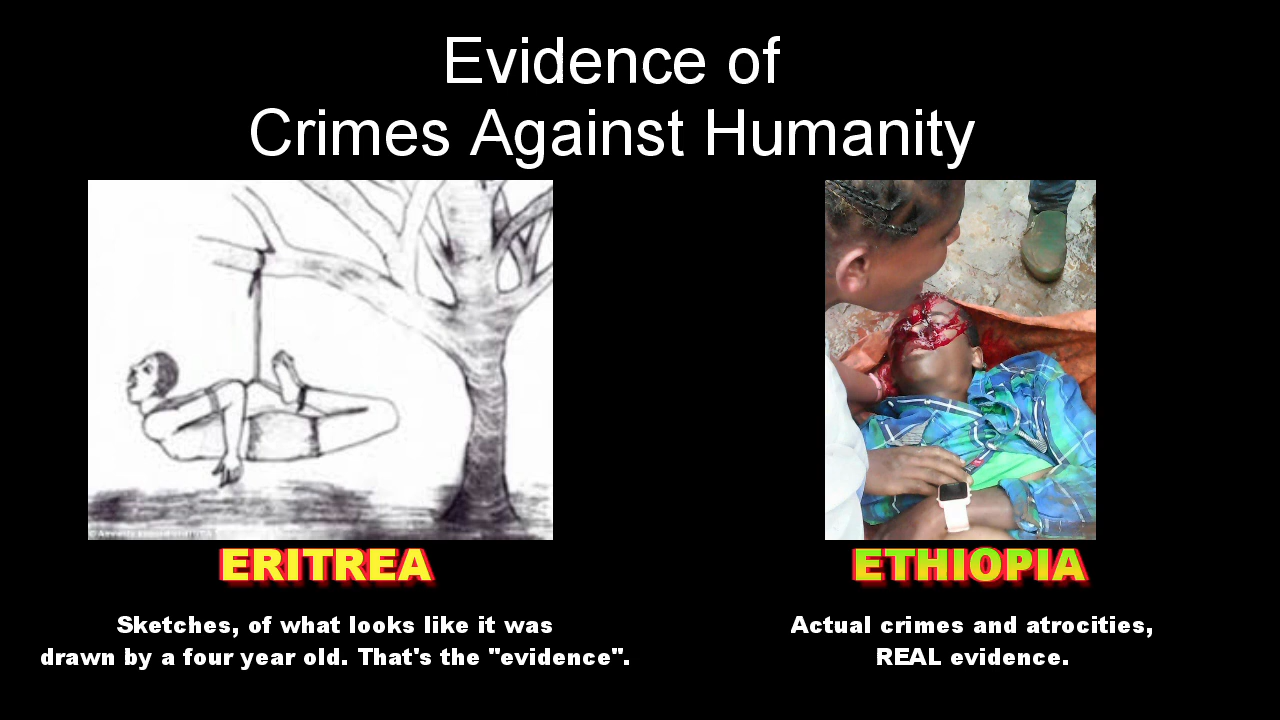 Evidence of
Crimes Against Humanity
ERITREA
ETHIOPIA
Sketches, of what looks like it was
drawn by a four year old. That's the "evidence".
Actual crimes and atrocities,
REAL evidence.